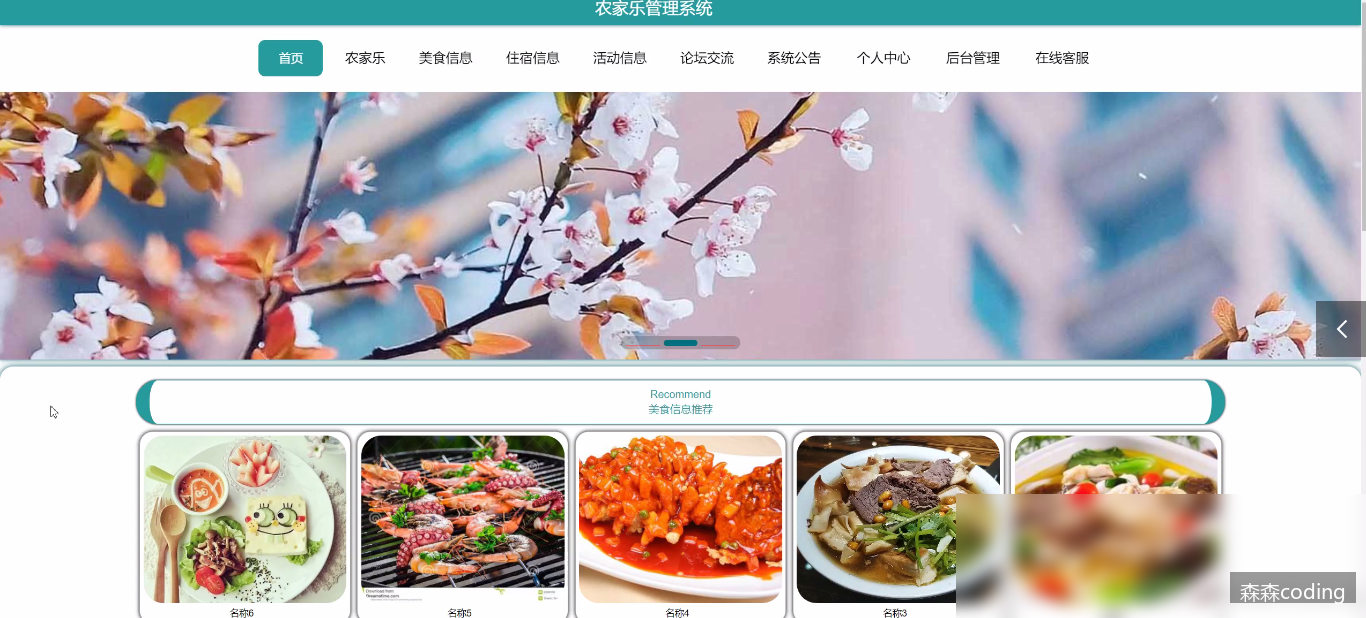 农家乐管理系统
首页 农家乐 美食信息 住宿信息 活动信息 论坛交流 系统公告 个人中心 后台管理 在线客服
Recommend
美食信息推荐
名称6 名称5 名称4 名称3
森森coding